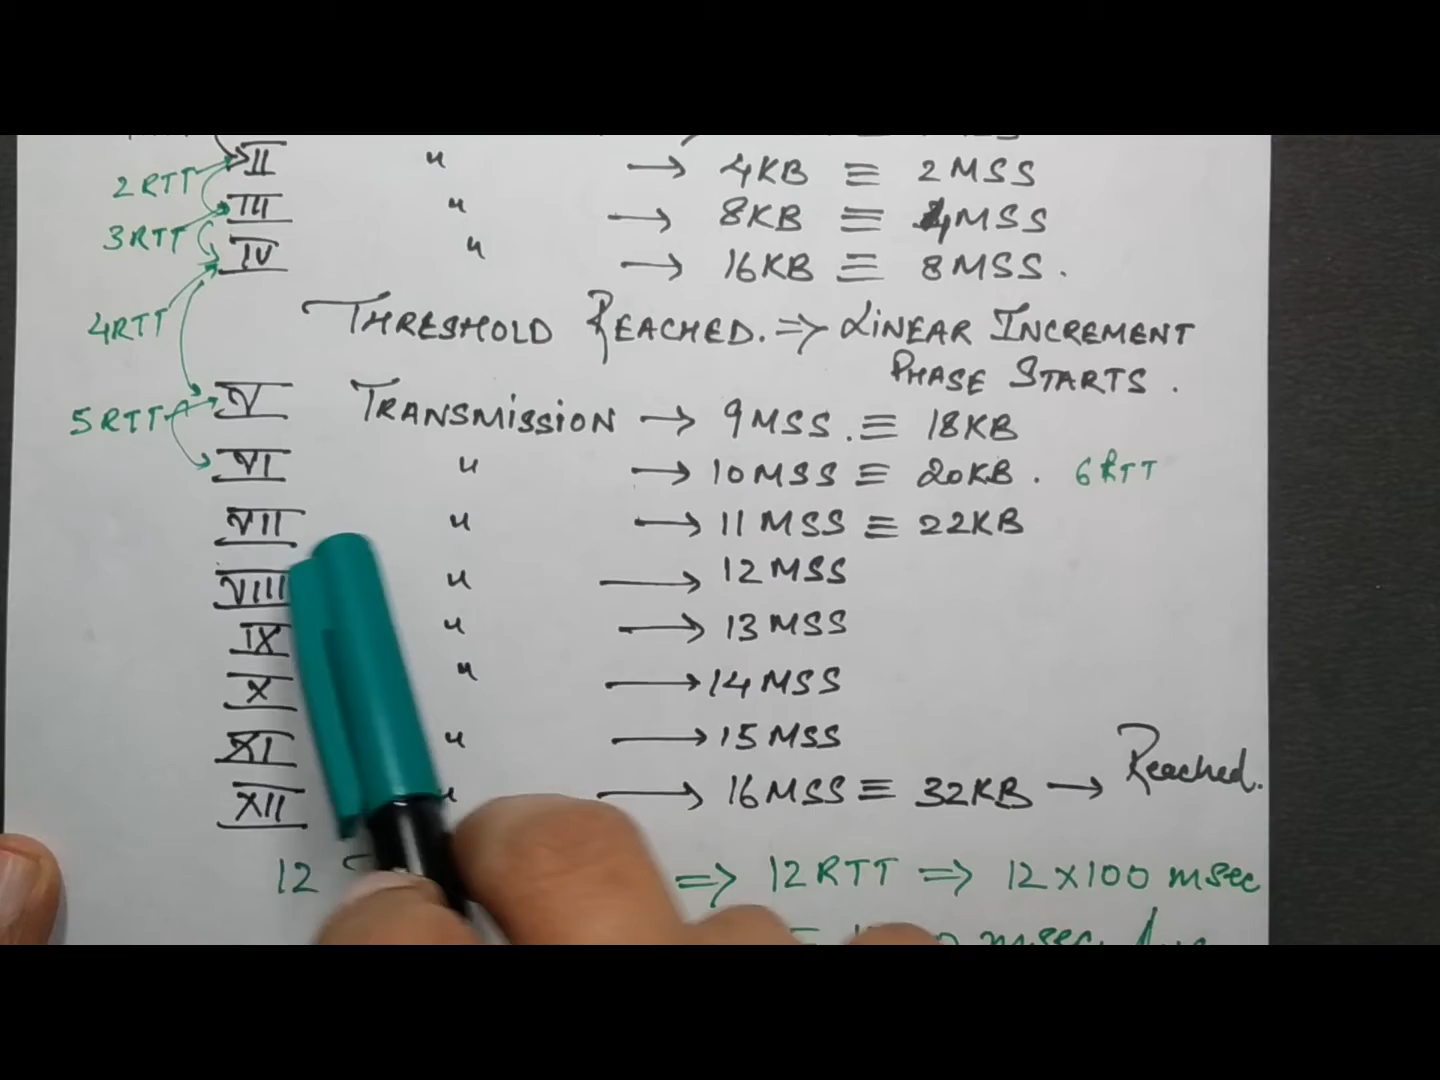 2RTT II " → 4KB ≡ 2MSS
3RTT III " → 8KB ≡ 4MSS
IV " → 16KB ≡ 8MSS.
4RTT THRESHOLD REACHED. ⇒ LINEAR INCREMENT
PHASE STARTS.
5RTT V TRANSMISSION → 9MSS. ≡ 18KB
VI " → 10MSS ≡ 20KB. 6RTT
VII " → 11MSS ≡ 22KB
VIII " → 12MSS
IX " → 13MSS
X " → 14MSS
XI " → 15MSS
XII " → 16MSS ≡ 32KB → Reached.
12 ⇒ 12RTT ⇒ 12×100 msec
msec.